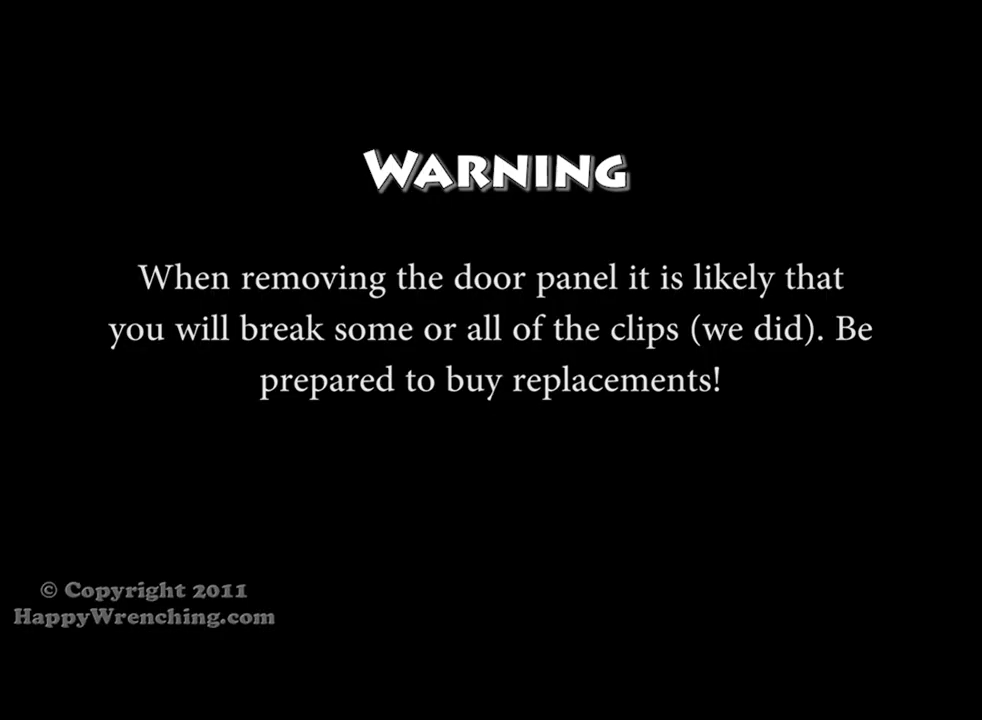 WARNING
When removing the door panel it is likely that
you will break some or all of the clips (we did). Be
prepared to buy replacements!
© Copyright 2011
HappyWrenching.com